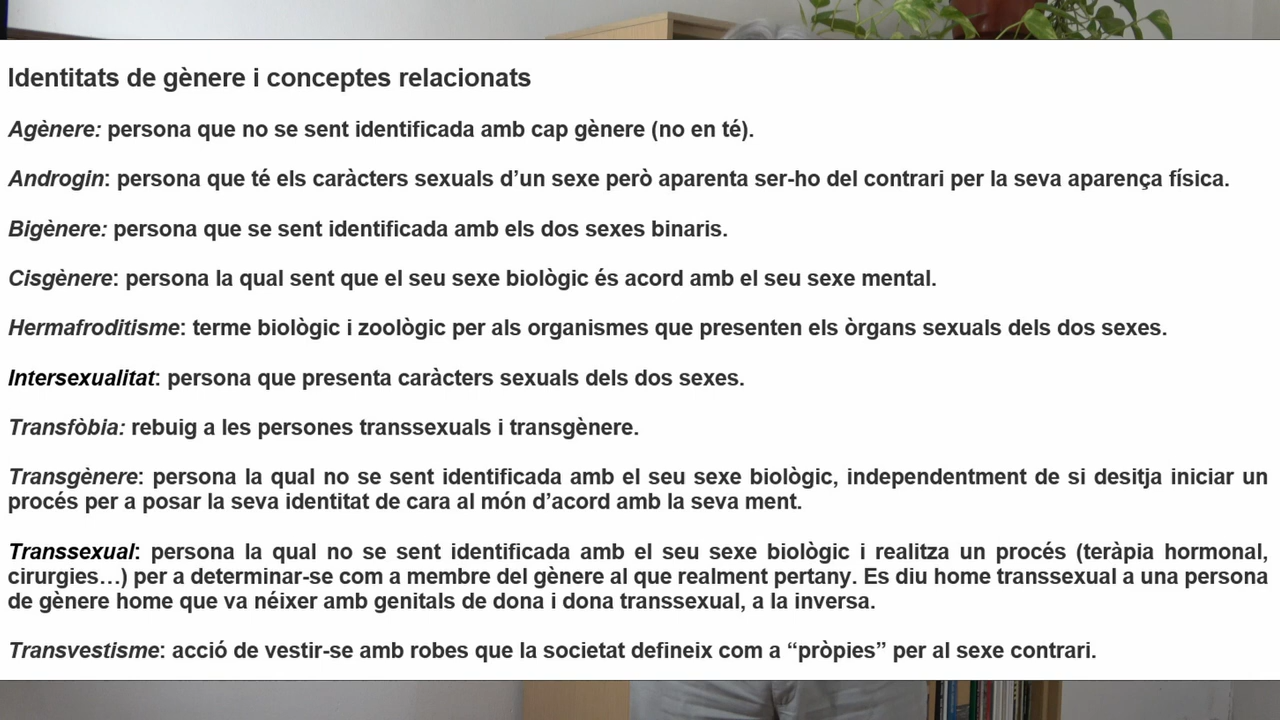 Identitats de gènere i conceptes relacionats
Agènere: persona que no se sent identificada amb cap gènere (no en té).
Androgin: persona que té els caràcters sexuals d’un sexe però aparenta ser-ho del contrari per la seva aparença física.
Bigènere: persona que se sent identificada amb els dos sexes binaris.
Cisgènere: persona la qual sent que el seu sexe biològic és acord amb el seu sexe mental.
Hermafroditisme: terme biològic i zoològic per als organismes que presenten els òrgans sexuals dels dos sexes.
Intersexualitat: persona que presenta caràcters sexuals dels dos sexes.
Transfòbia: rebuig a les persones transsexuals i transgènere.
Transgènere: persona la qual no se sent identificada amb el seu sexe biològic, independentment de si desitja iniciar un
procés per a posar la seva identitat de cara al món d’acord amb la seva ment.
Transsexual: persona la qual no se sent identificada amb el seu sexe biològic i realitza un procés (teràpia hormonal,
cirurgies…) per a determinar-se com a membre del gènere al que realment pertany. Es diu home transsexual a una persona
de gènere home que va néixer amb genitals de dona i dona transsexual, a la inversa.
Transvestisme: acció de vestir-se amb robes que la societat defineix com a “pròpies” per al sexe contrari.